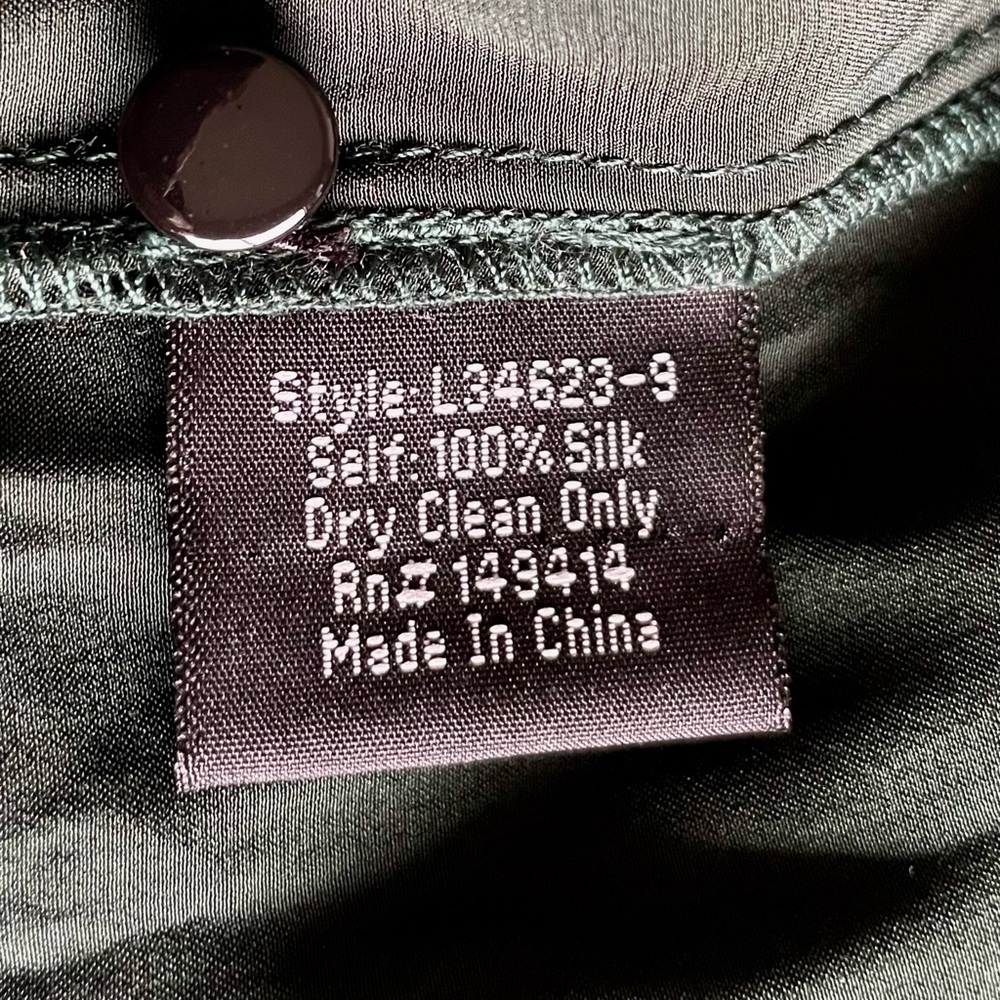 Style:L34623-9
Self:100% Silk
Dry Clean Only
Rn# 149414
Made In China